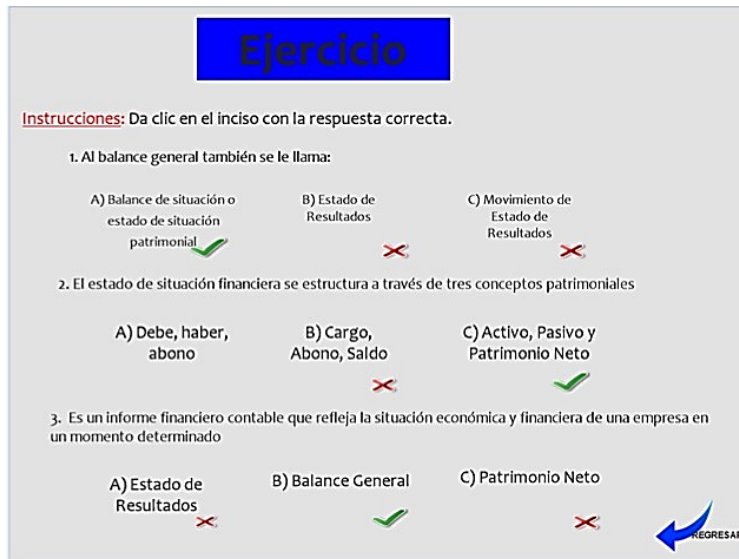 Ejercicio
Instrucciones: Da clic en el inciso con la respuesta correcta.
1. Al balance general también se le llama:
A) Balance de situación o
estado de situación
patrimonial
B) Estado de
Resultados
C) Movimiento de
Estado de
Resultados
2. El estado de situación financiera se estructura a través de tres conceptos patrimoniales
A) Debe, haber,
abono
B) Cargo,
Abono, Saldo
C) Activo, Pasivo y
Patrimonio Neto
3. Es un informe financiero contable que refleja la situación económica y financiera de una empresa en
un momento determinado
A) Estado de
Resultados
B) Balance General
C) Patrimonio Neto
REGRESAR